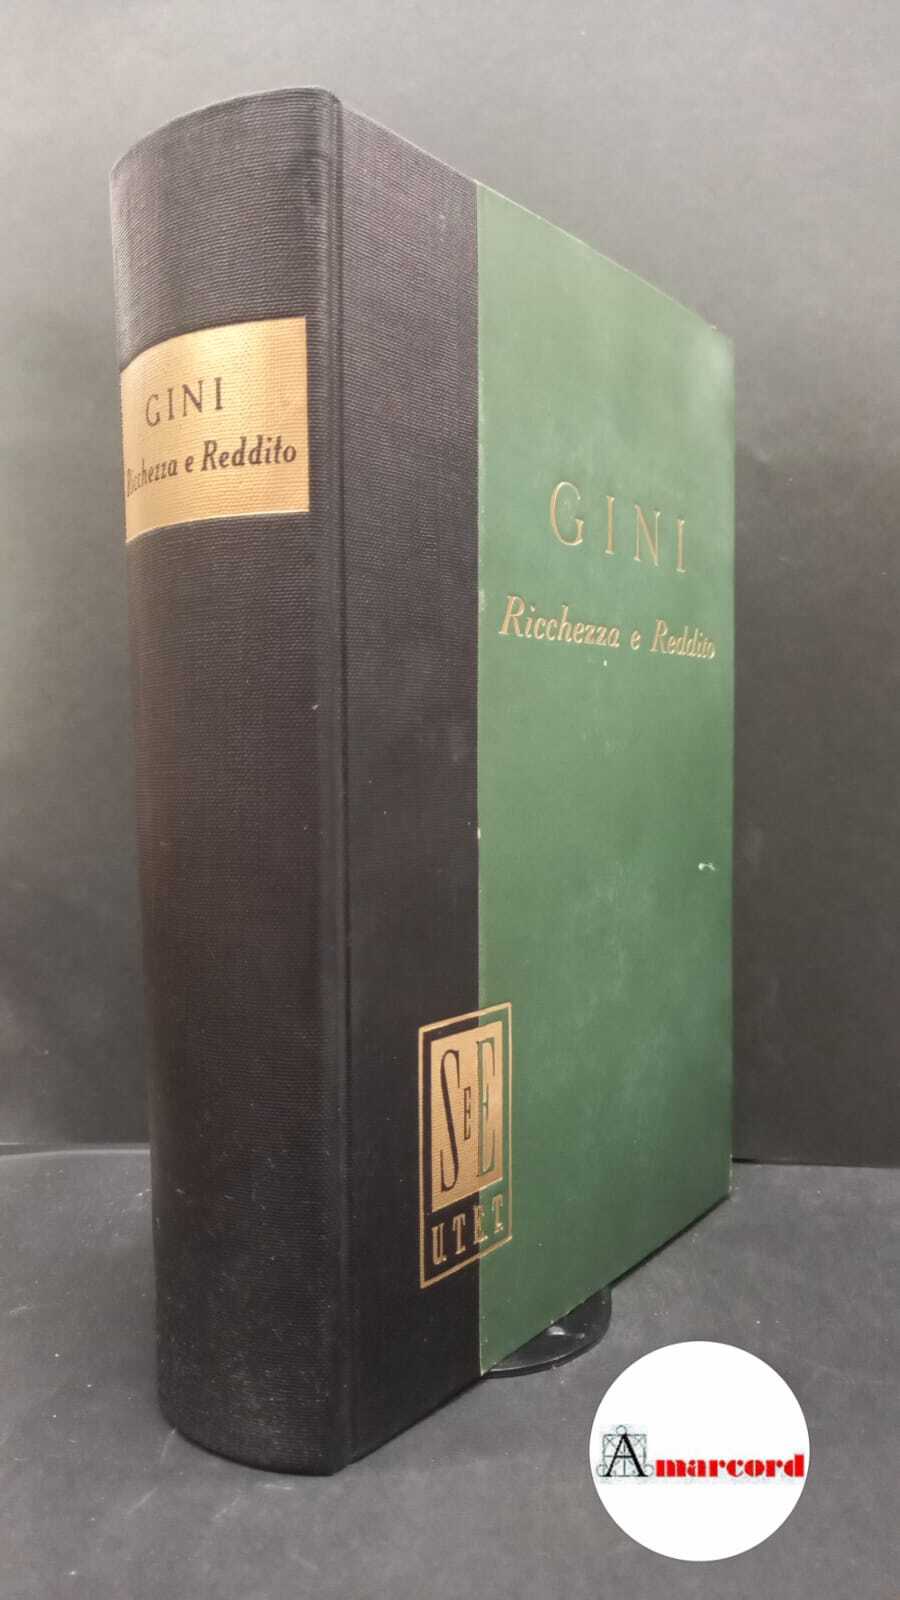 GINI
Ricchezza e Reddito
GINI
Ricchezza e Reddito
SEE
UTET
Amarcord